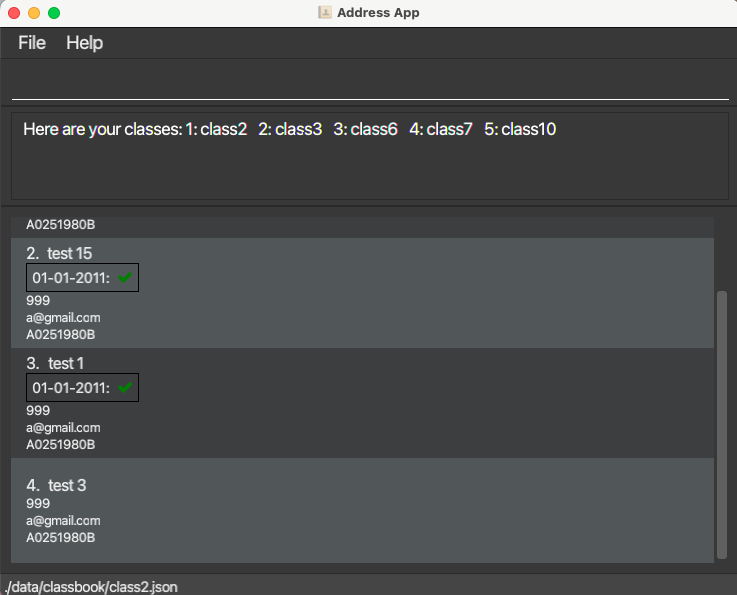 Address App
File Help
Here are your classes: 1: class2 2: class3 3: class6 4: class7 5: class10
A0251980B
2. test 15
01-01-2011:
999
a@gmail.com
A0251980B
3. test 1
01-01-2011:
999
a@gmail.com
A0251980B
4. test 3
999
a@gmail.com
A0251980B
./data/classbook/class2.json